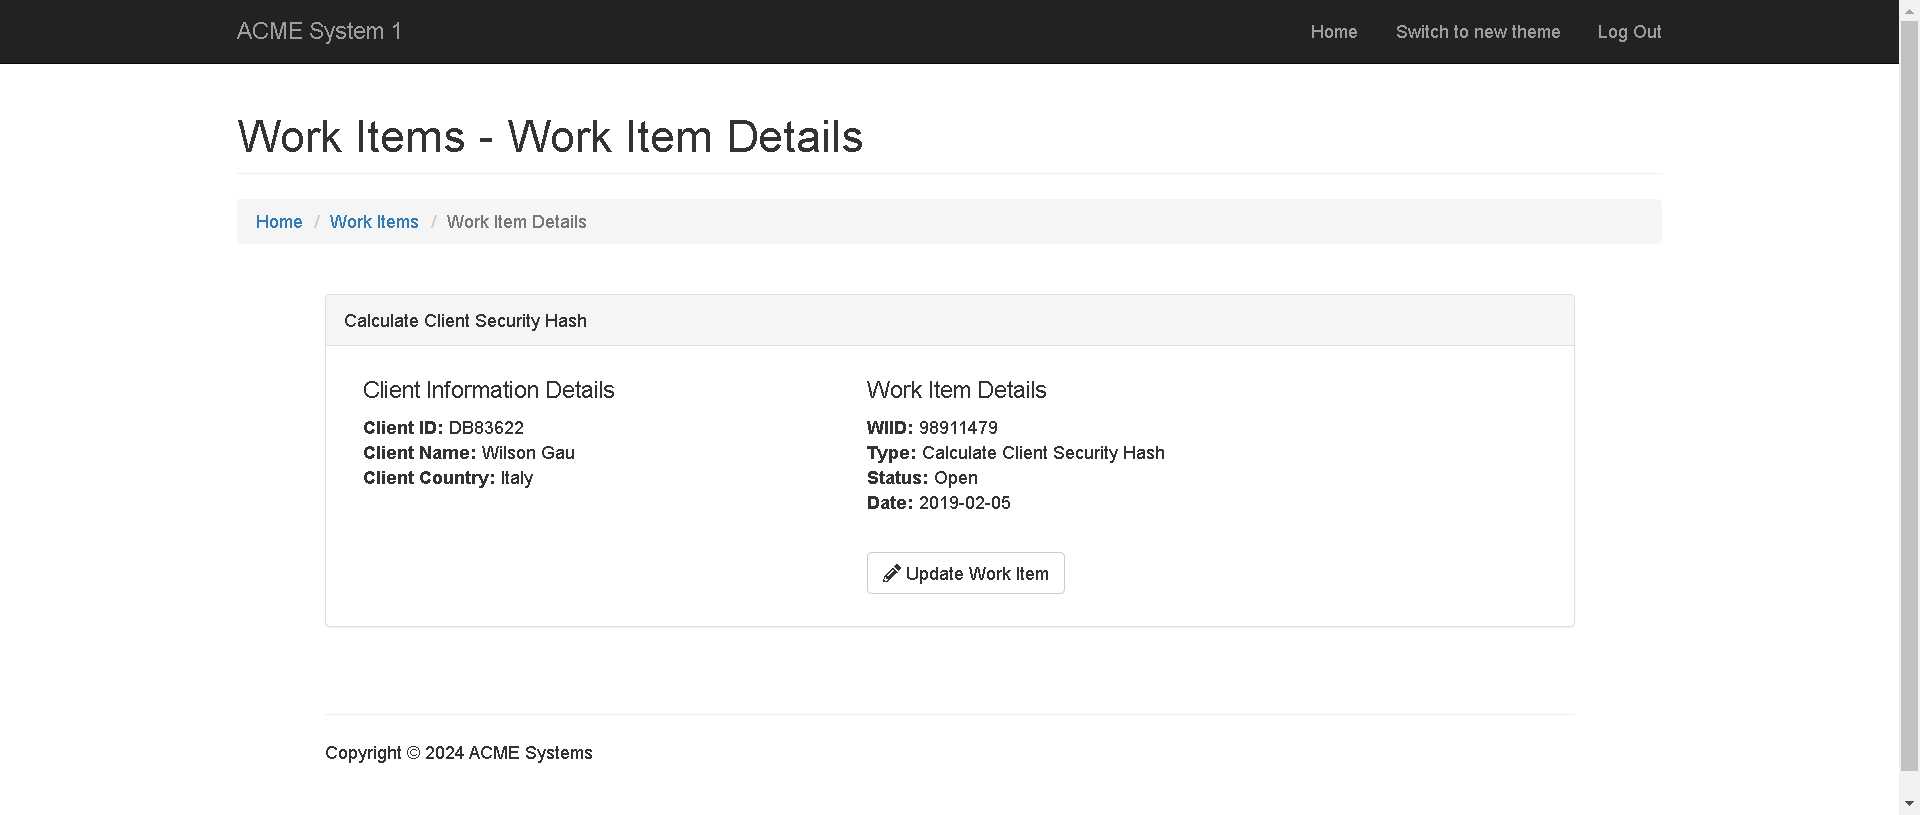 ACME System 1
Home
Switch to new theme
Log Out
Work Items - Work Item Details
Home / Work Items / Work Item Details
Calculate Client Security Hash
Client Information Details
Client ID: DB83622
Client Name: Wilson Gau
Client Country: Italy
Work Item Details
WIID: 98911479
Type: Calculate Client Security Hash
Status: Open
Date: 2019-02-05
Update Work Item
Copyright © 2024 ACME Systems